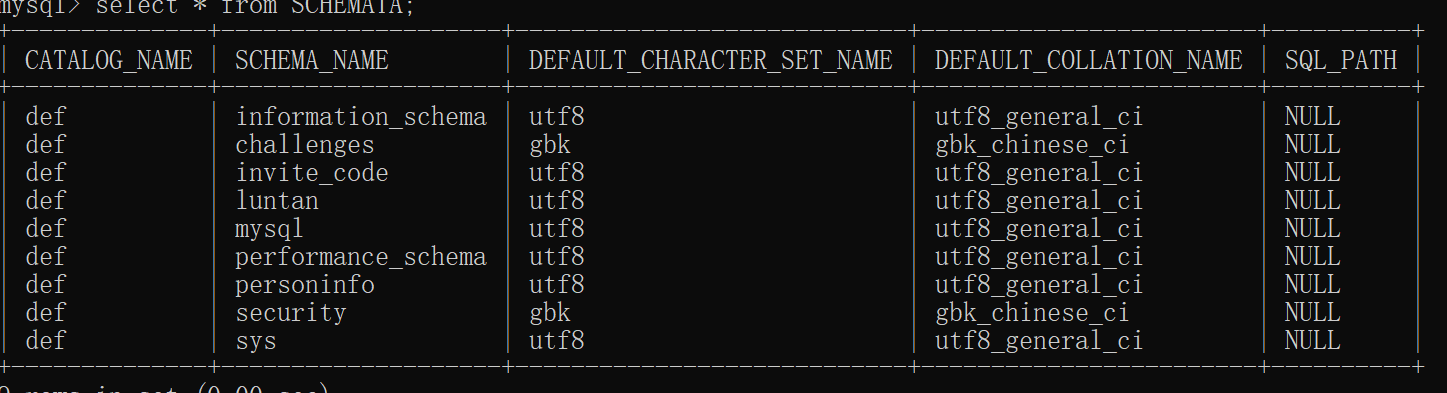 mysql> select * from SCHEMATA;
+--------------+--------------------+----------------------------+------------------------+----------+
| CATALOG_NAME | SCHEMA_NAME | DEFAULT_CHARACTER_SET_NAME | DEFAULT_COLLATION_NAME | SQL_PATH |
+--------------+--------------------+----------------------------+------------------------+----------+
| def | information_schema | utf8 | utf8_general_ci | NULL |
| def | challenges | gbk | gbk_chinese_ci | NULL |
| def | invite_code | utf8 | utf8_general_ci | NULL |
| def | luntan | utf8 | utf8_general_ci | NULL |
| def | mysql | utf8 | utf8_general_ci | NULL |
| def | performance_schema | utf8 | utf8_general_ci | NULL |
| def | personinfo | utf8 | utf8_general_ci | NULL |
| def | security | gbk | gbk_chinese_ci | NULL |
| def | sys | utf8 | utf8_general_ci | NULL |
+--------------+--------------------+----------------------------+------------------------+----------+
9 rows in set (0.00 sec)